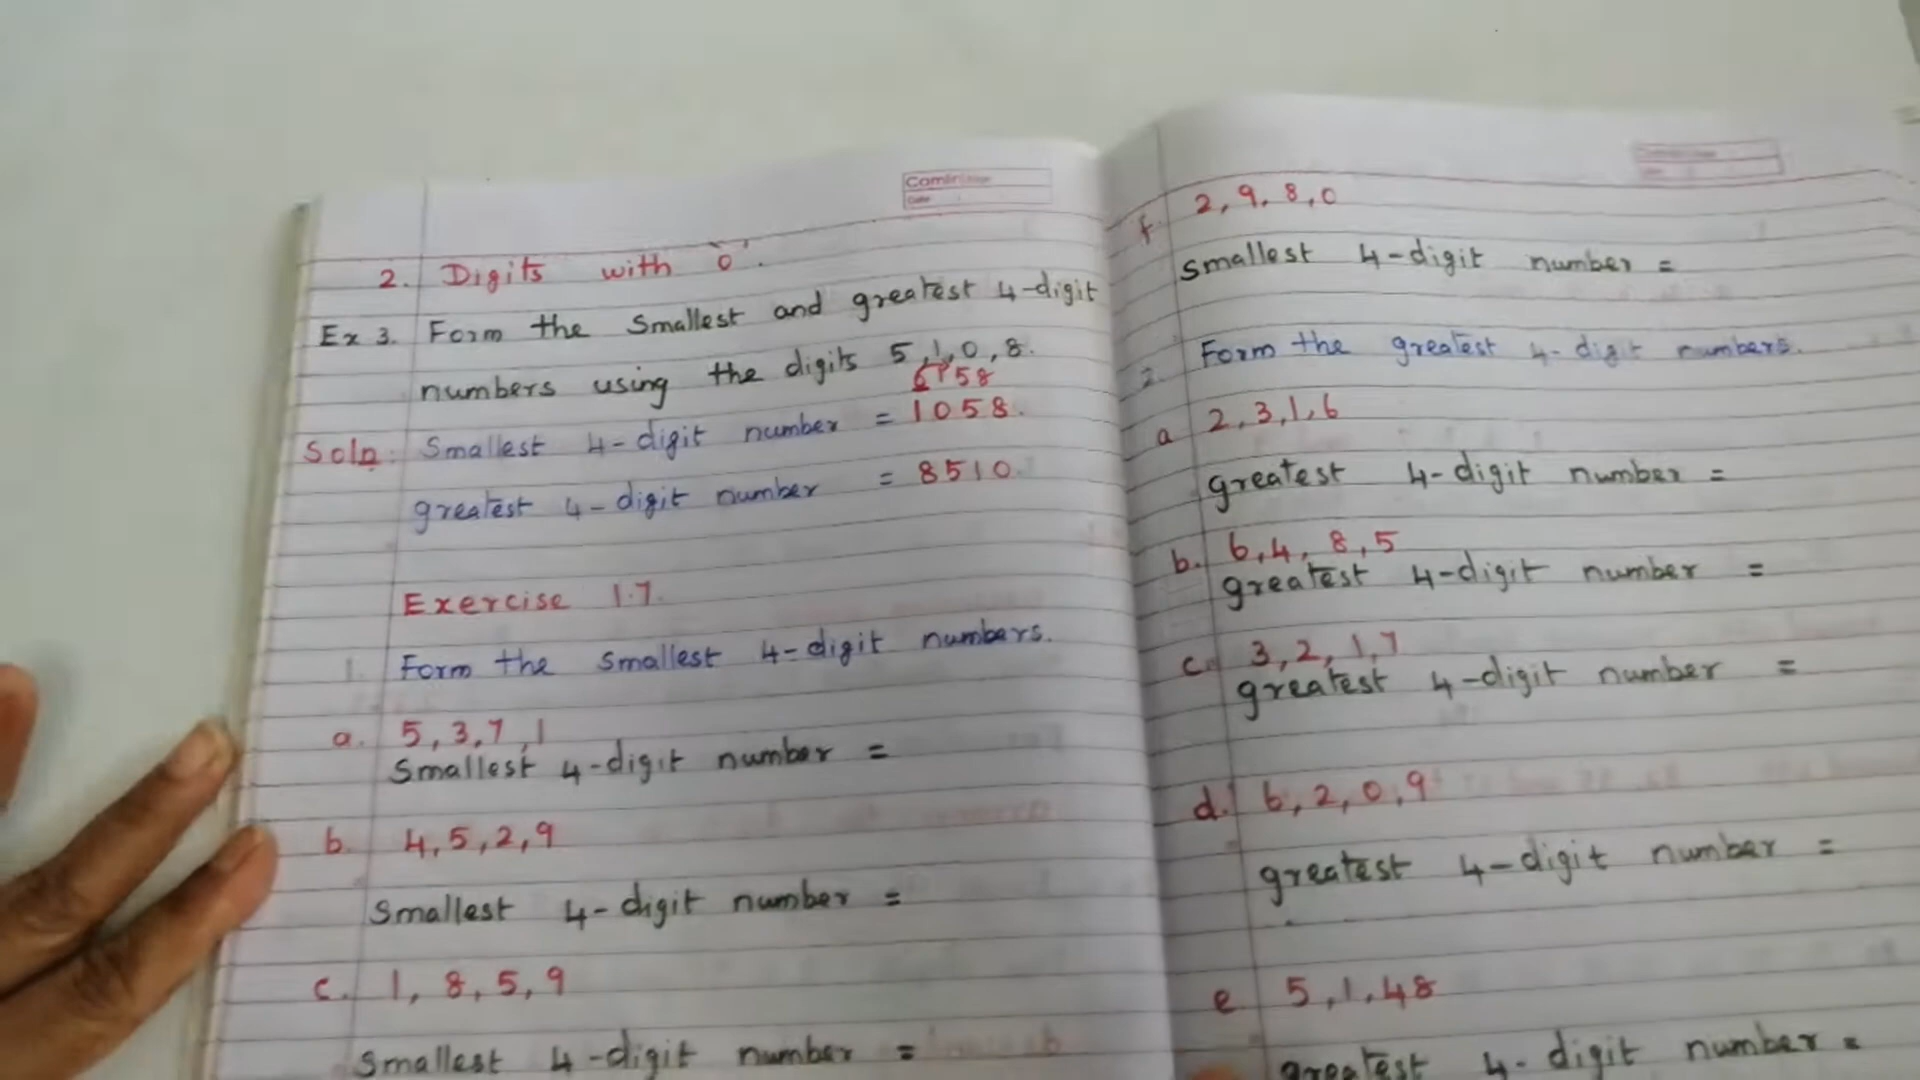 2. Digits with '0'.
Ex 3. Form the Smallest and greatest 4-digit
numbers using the digits 5,1,0,8.
0158
Soln: Smallest 4-digit number = 1058.
greatest 4-digit number = 8510.
Exercise 1.7.
1. Form the smallest 4-digit numbers.
a. 5,3,7,1
Smallest 4-digit number =
b. 4,5,2,9
Smallest 4-digit number =
c. 1, 8, 5, 9
Smallest 4-digit number =
f. 2,9,8,0
Smallest 4-digit number =
2. Form the greatest 4-digit numbers.
a 2,3,1,6
greatest 4-digit number =
b. 6,4, 8,5
greatest 4-digit number =
c. 3,2,1,7
greatest 4-digit number =
d. 6,2,0,9
greatest 4-digit number =
e 5,1,48
greatest 4-digit number =